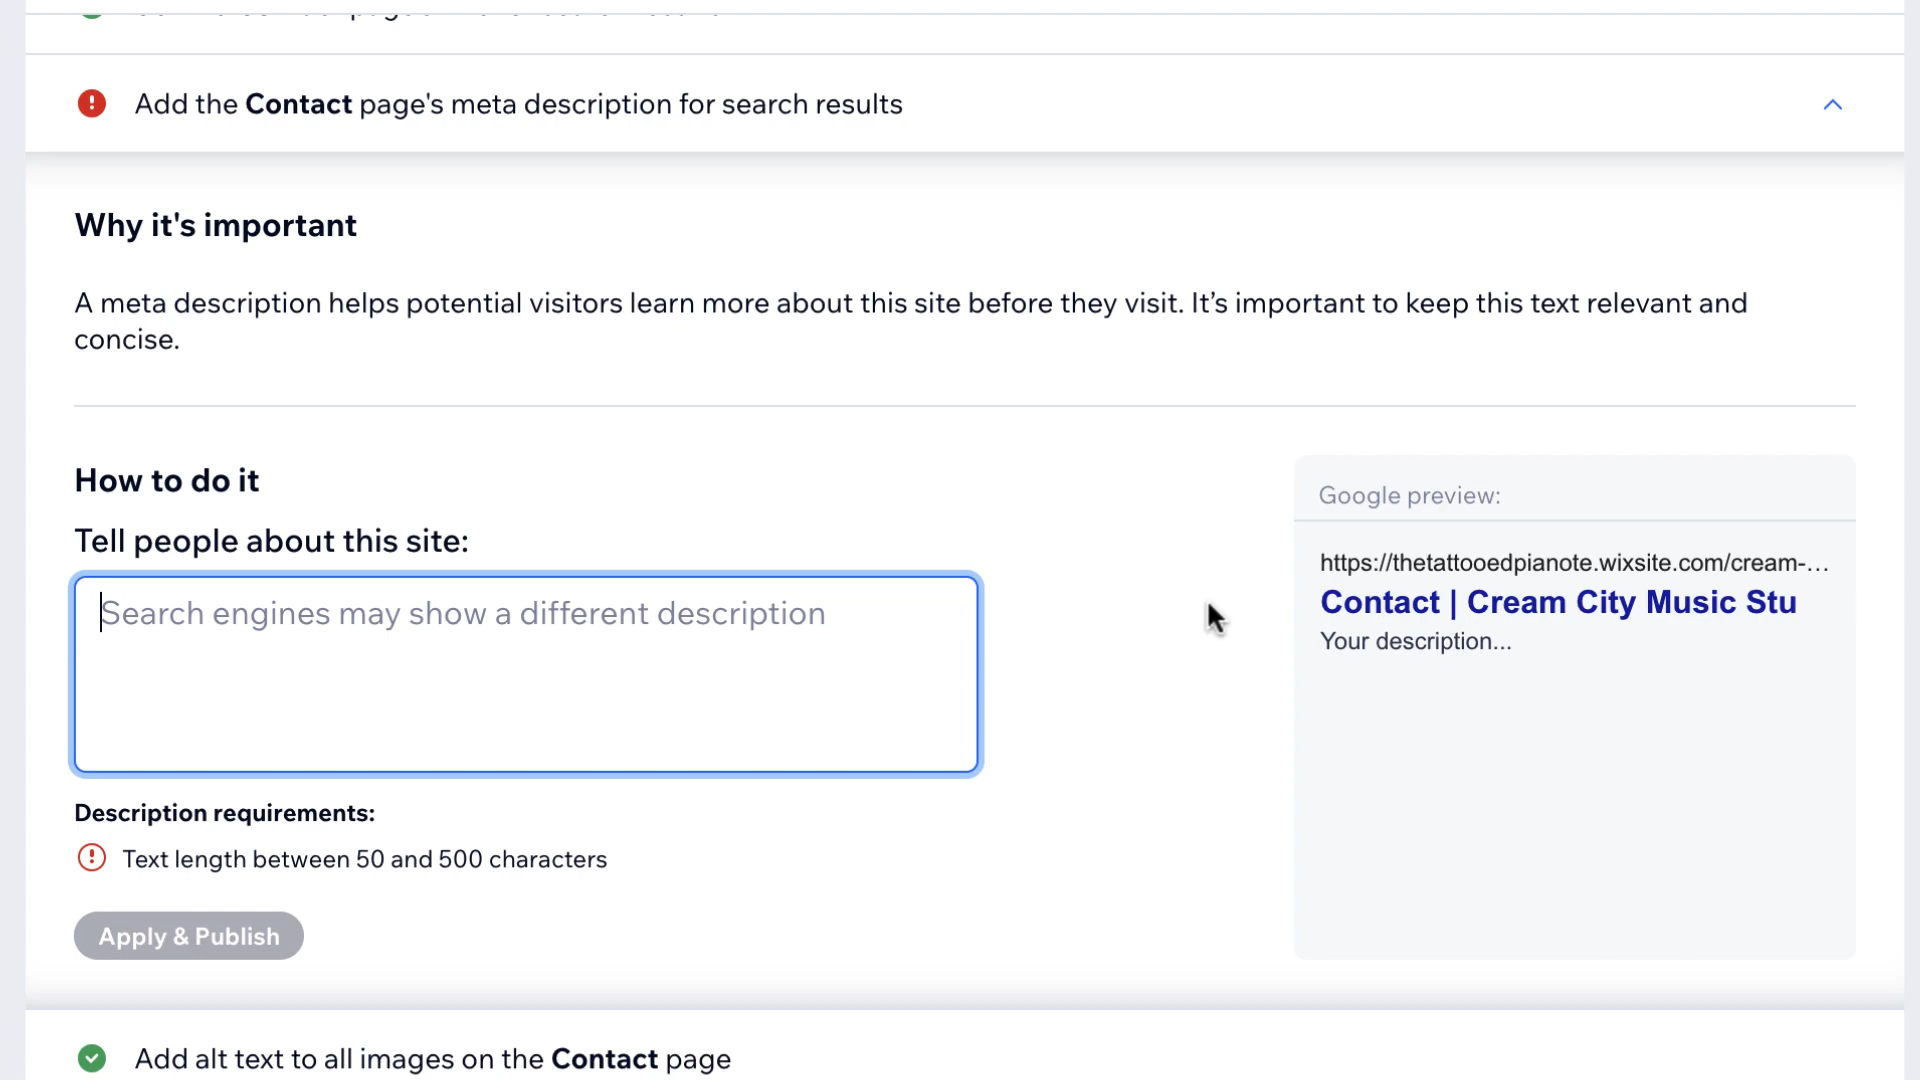 Add the Contact page's meta description for search results
Why it's important
A meta description helps potential visitors learn more about this site before they visit. It’s important to keep this text relevant and
concise.
How to do it
Tell people about this site:
Search engines may show a different description
Description requirements:
Text length between 50 and 500 characters
Apply & Publish
Google preview:
https://thetattooedpianote.wixsite.com/cream-...
Contact | Cream City Music Stu
Your description...
Add alt text to all images on the Contact page